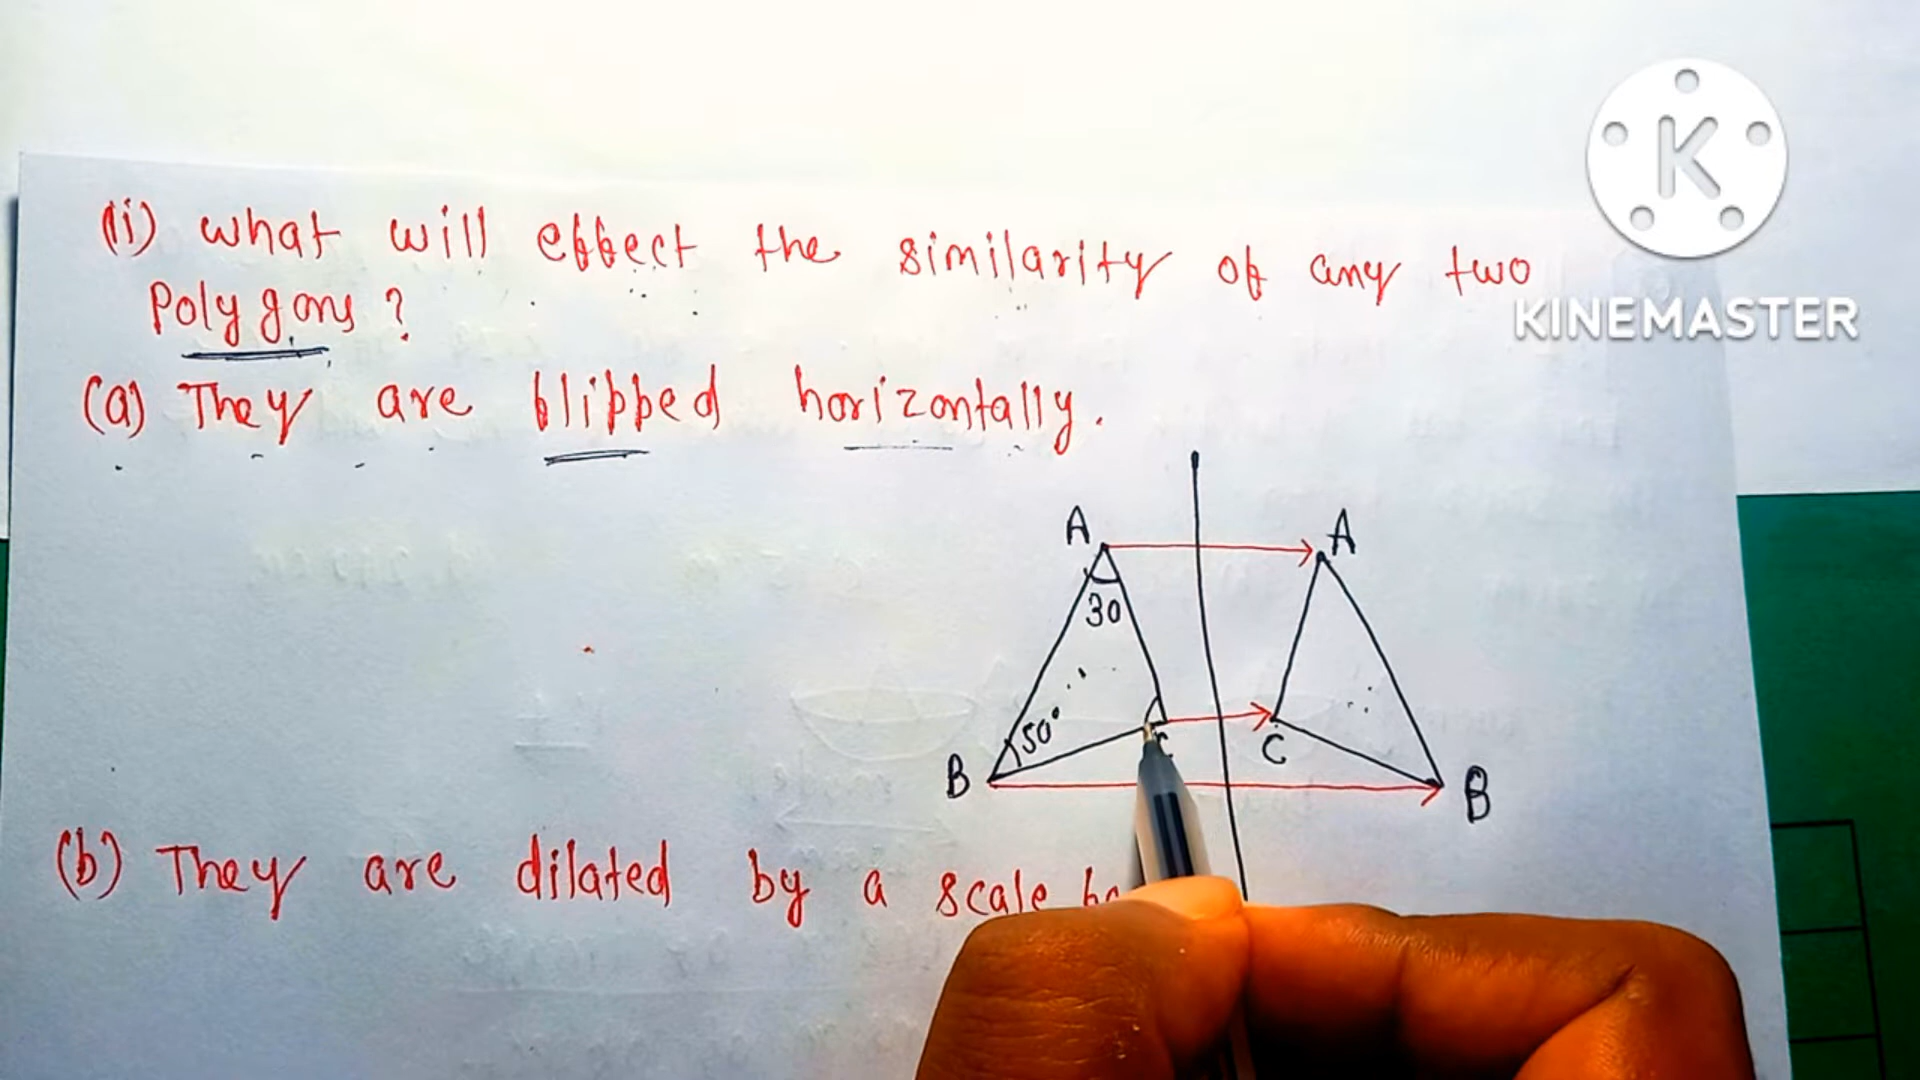 (ii) What will effect the similarity of any two
Polygons?
(a) They are flipped horizontally.
A
A
30
50°
C
C
B
B
(b) They are dilated by a scale
K
KINEMASTER